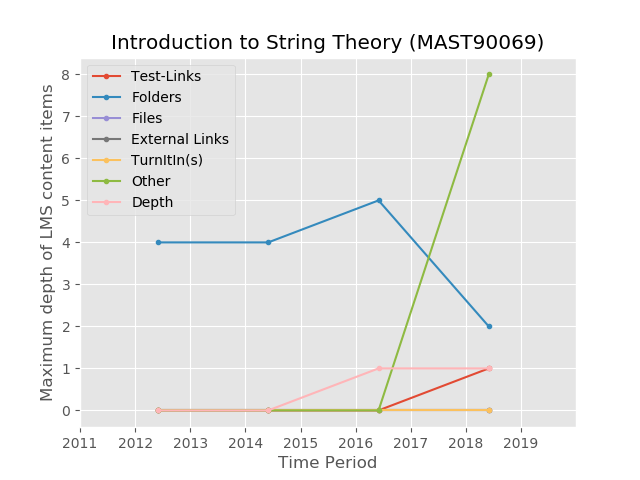 Introduction to String Theory (MAST90069)
Test-Links
Folders
Files
External Links
TurnItIn(s)
Other
Depth
Maximum depth of LMS content items
8
7
6
5
4
3
2
1
0
2011 2012 2013 2014 2015 2016 2017 2018 2019
Time Period